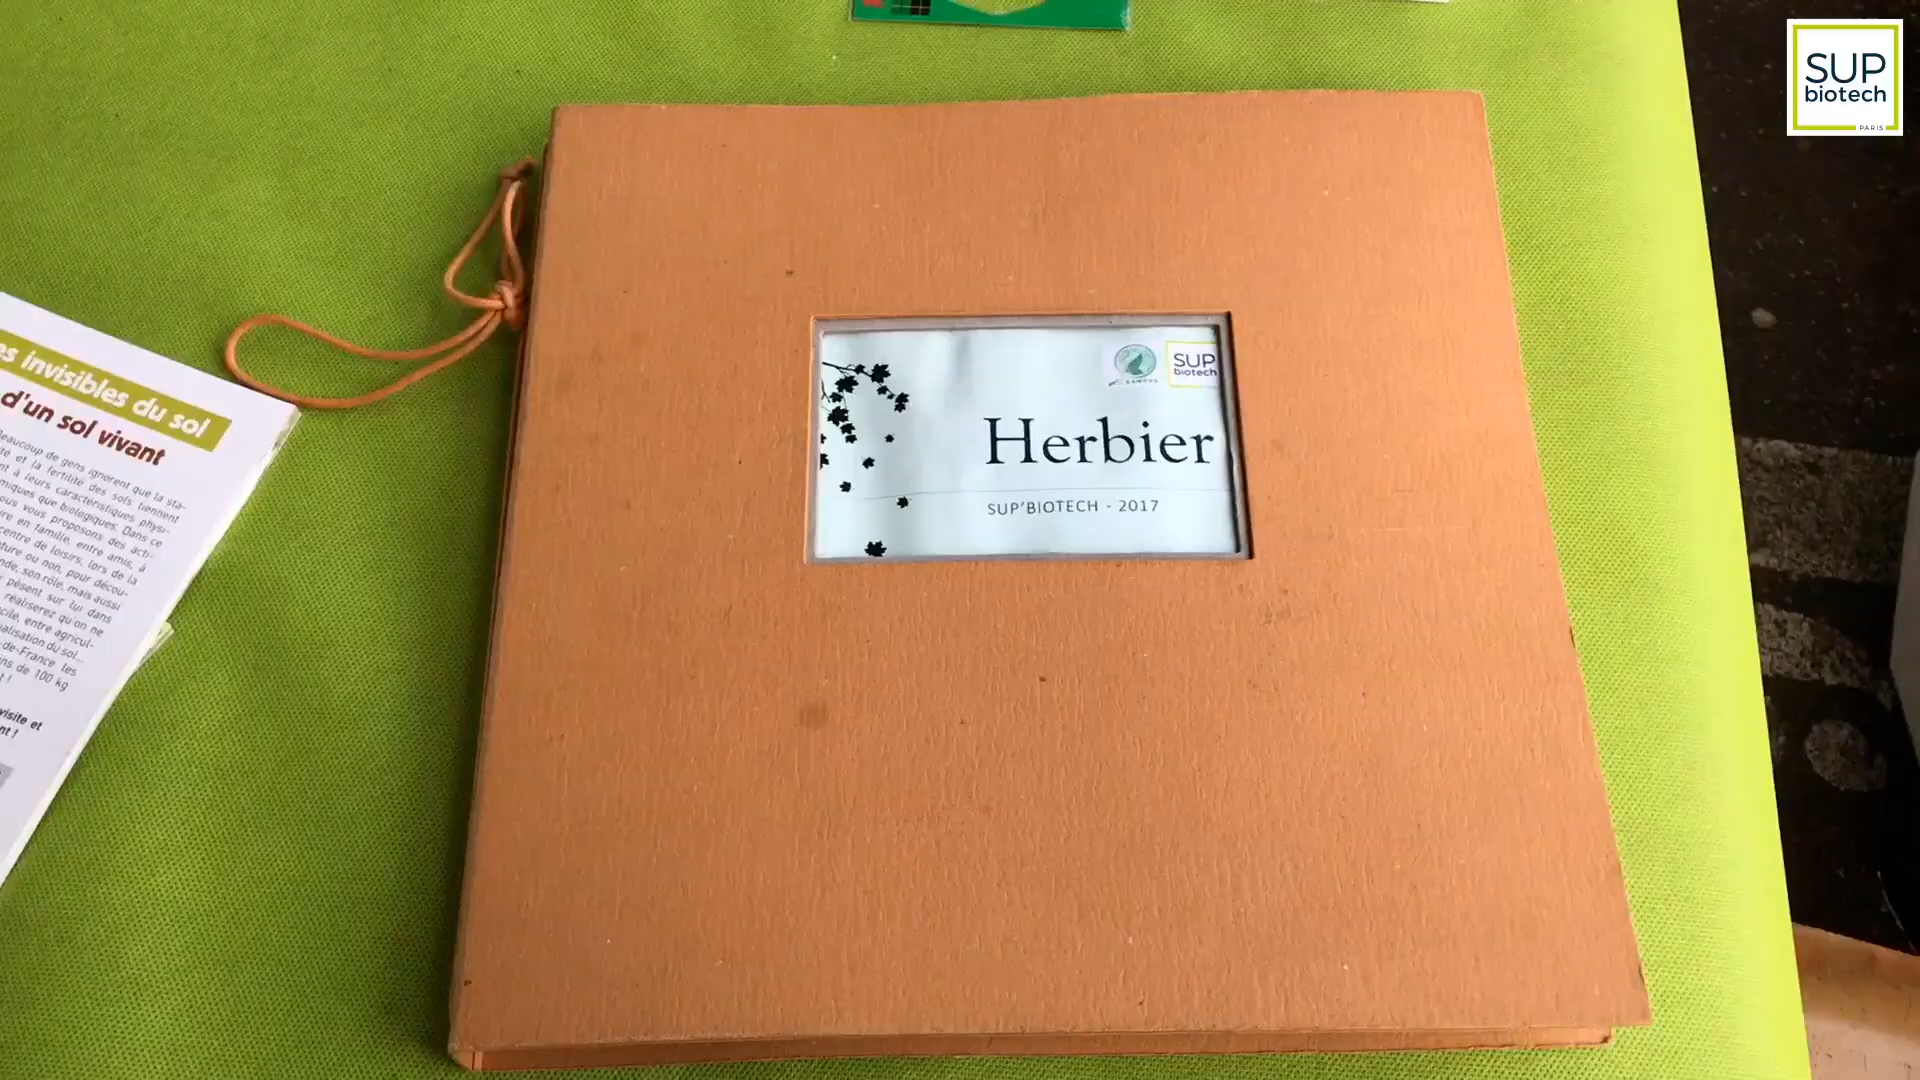 SUP
biotech
PARIS
SUP
biotech
Herbier
SUP'BIOTECH - 2017
es invisibles du sol
d'un sol vivant
Beaucoup de gens ignorent que la sta-
té et la fertilité des sols, tiennent
nt à leurs caractéristiques physi-
miques que biologiques. Dans ce
ous vous proposons des acti-
ire en famille, entre amis, à
centre de loisirs, lors de la
ature ou non, pour décou-
nde, son rôle, mais aussi
pèsent sur lui dans
réaliserez qu'on ne
cile, entre agricul-
alisation du sol...
-de-France les
ns de 100 kg
t !
visite et
nt !